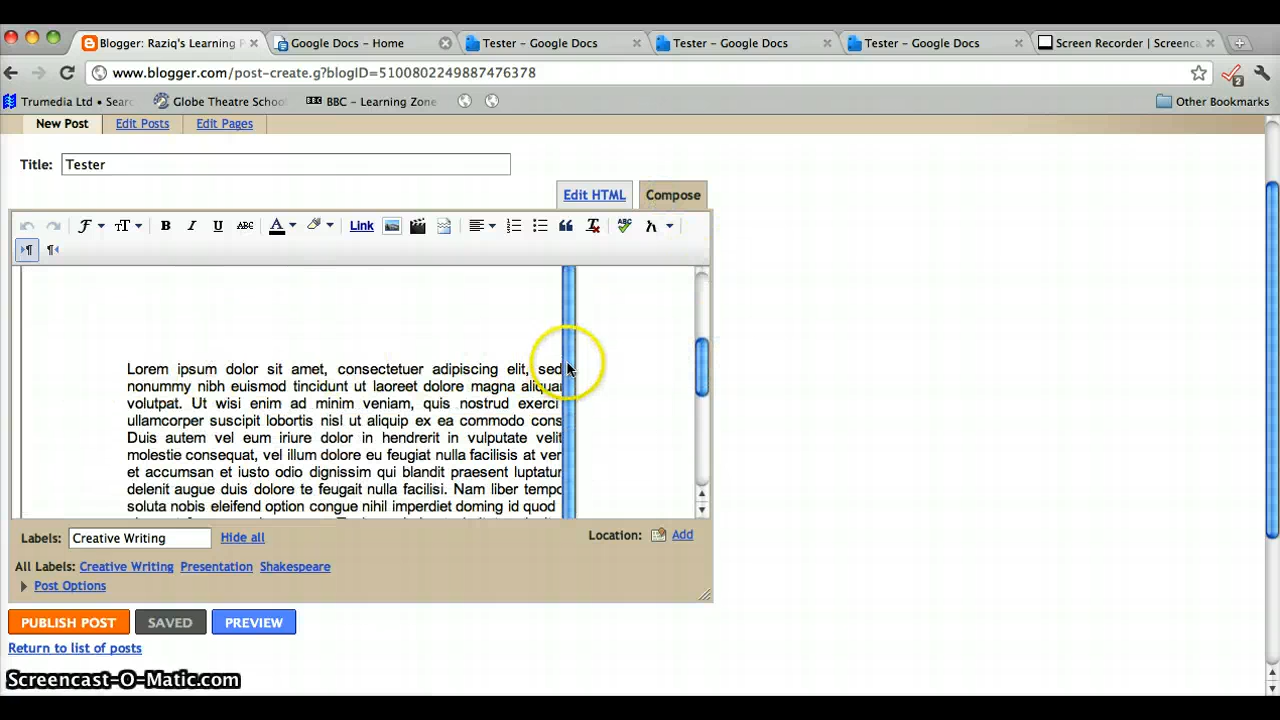 Blogger: Raziq's Learning P
Google Docs - Home
Tester - Google Docs
Tester - Google Docs
Tester - Google Docs
Screen Recorder | Screenca
www.blogger.com/post-create.g?blogID=5100802249887476378
2
Trumedia Ltd • Sear
Globe Theatre School
BBC - Learning Zone
Other Bookmarks
New Post
Edit Posts
Edit Pages
Title:
Tester
Edit HTML
Compose
B I U ABC A Link
Lorem ipsum dolor sit amet, consectetuer adipiscing elit, sed
nonummy nibh euismod tincidunt ut laoreet dolore magna aliquam
volutpat. Ut wisi enim ad minim veniam, quis nostrud exerci
ullamcorper suscipit lobortis nisl ut aliquip ex ea commodo cons
Duis autem vel eum iriure dolor in hendrerit in vulputate velit
molestie consequat, vel illum dolore eu feugiat nulla facilisis at ver
et accumsan et iusto odio dignissim qui blandit praesent luptatur
delenit augue duis dolore te feugait nulla facilisi. Nam liber tempo
soluta nobis eleifend option congue nihil imperdiet doming id quod
Labels:
Creative Writing
Hide all
Location:
Add
All Labels: Creative Writing Presentation Shakespeare
Post Options
PUBLISH POST
SAVED
PREVIEW
Return to list of posts
Screencast-O-Matic.com